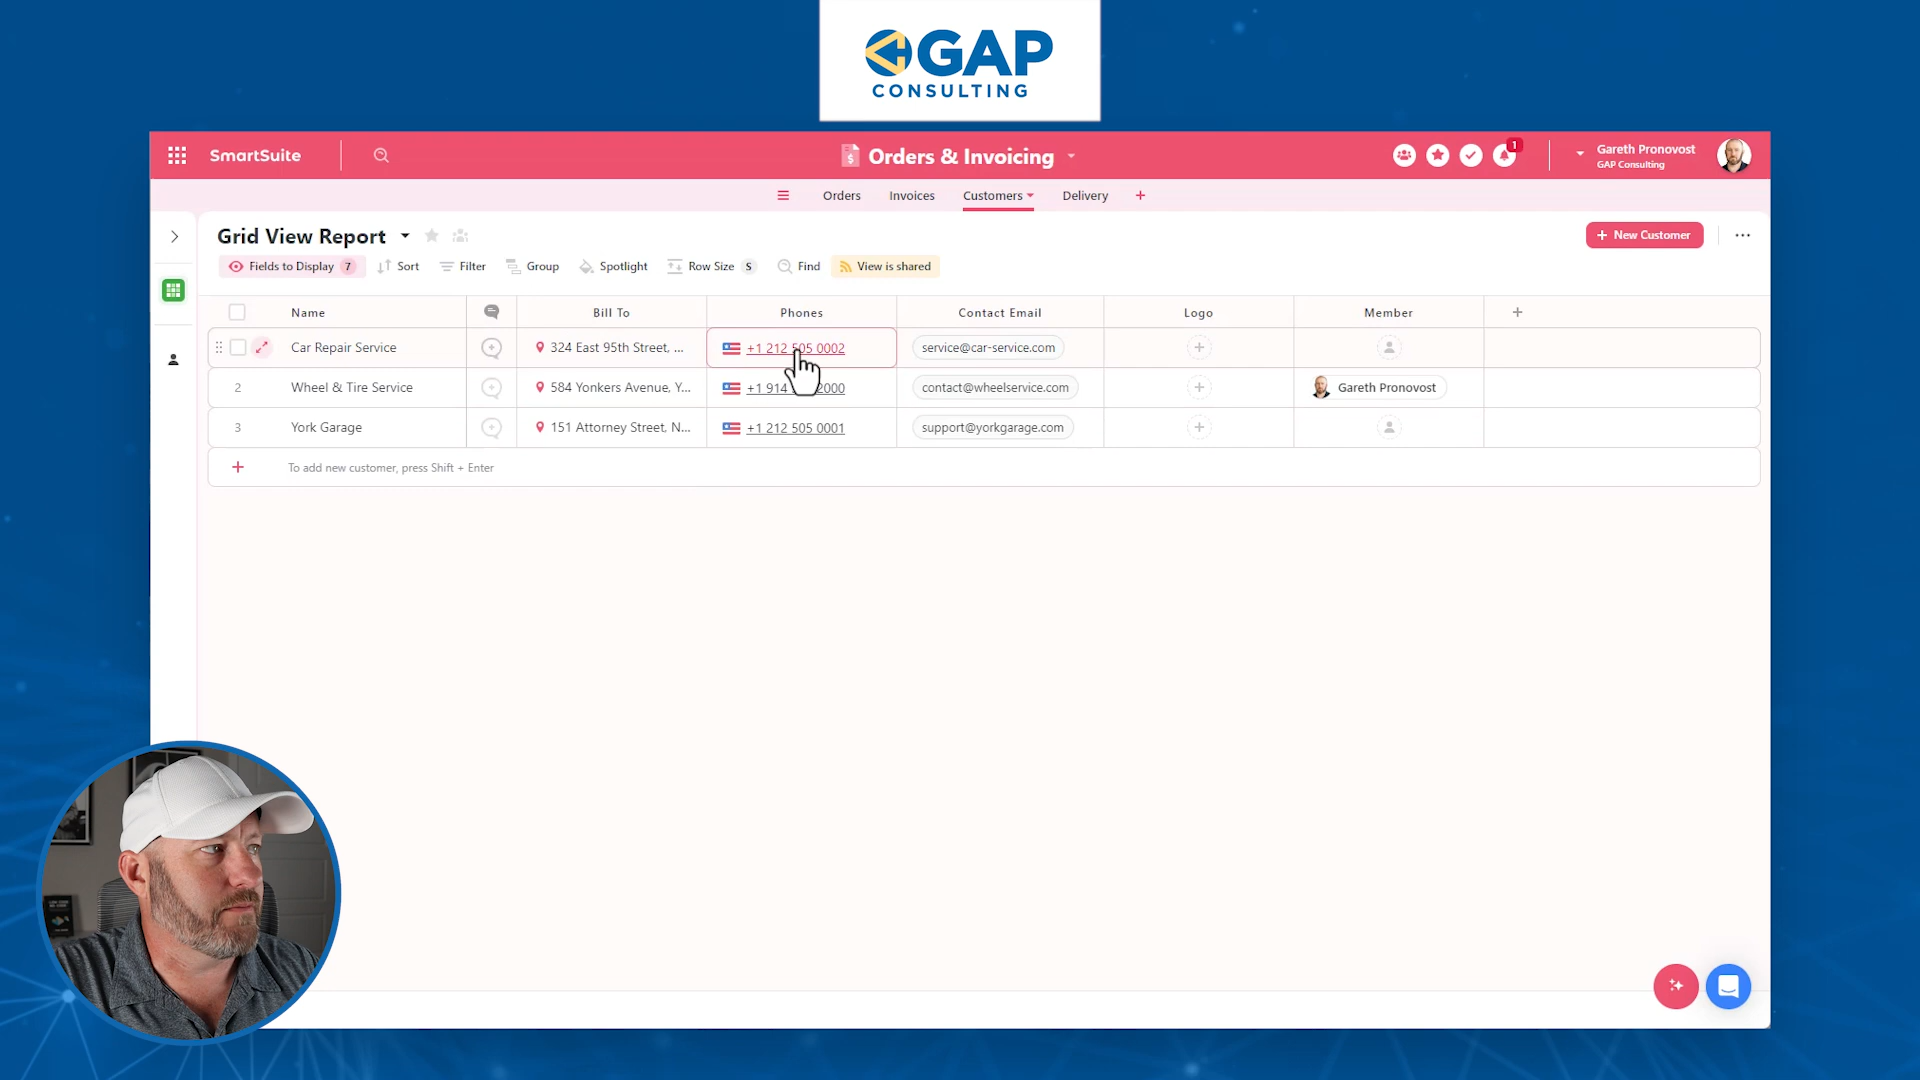 GAP
CONSULTING
SmartSuite
Orders & Invoicing
1
Gareth Pronovost
GAP Consulting
Orders
Invoices
Customers
Delivery
Grid View Report
+ New Customer
Fields to Display 7
Sort
Filter
Group
Spotlight
Row Size S
Find
View is shared
Name
Bill To
Phones
Contact Email
Logo
Member
Car Repair Service
324 East 95th Street, ...
+1 212 505 0002
service@car-service.com
2
Wheel & Tire Service
584 Yonkers Avenue, Y...
+1 914
2000
contact@wheelservice.com
Gareth Pronovost
3
York Garage
151 Attorney Street, N...
+1 212 505 0001
support@yorkgarage.com
To add new customer, press Shift + Enter